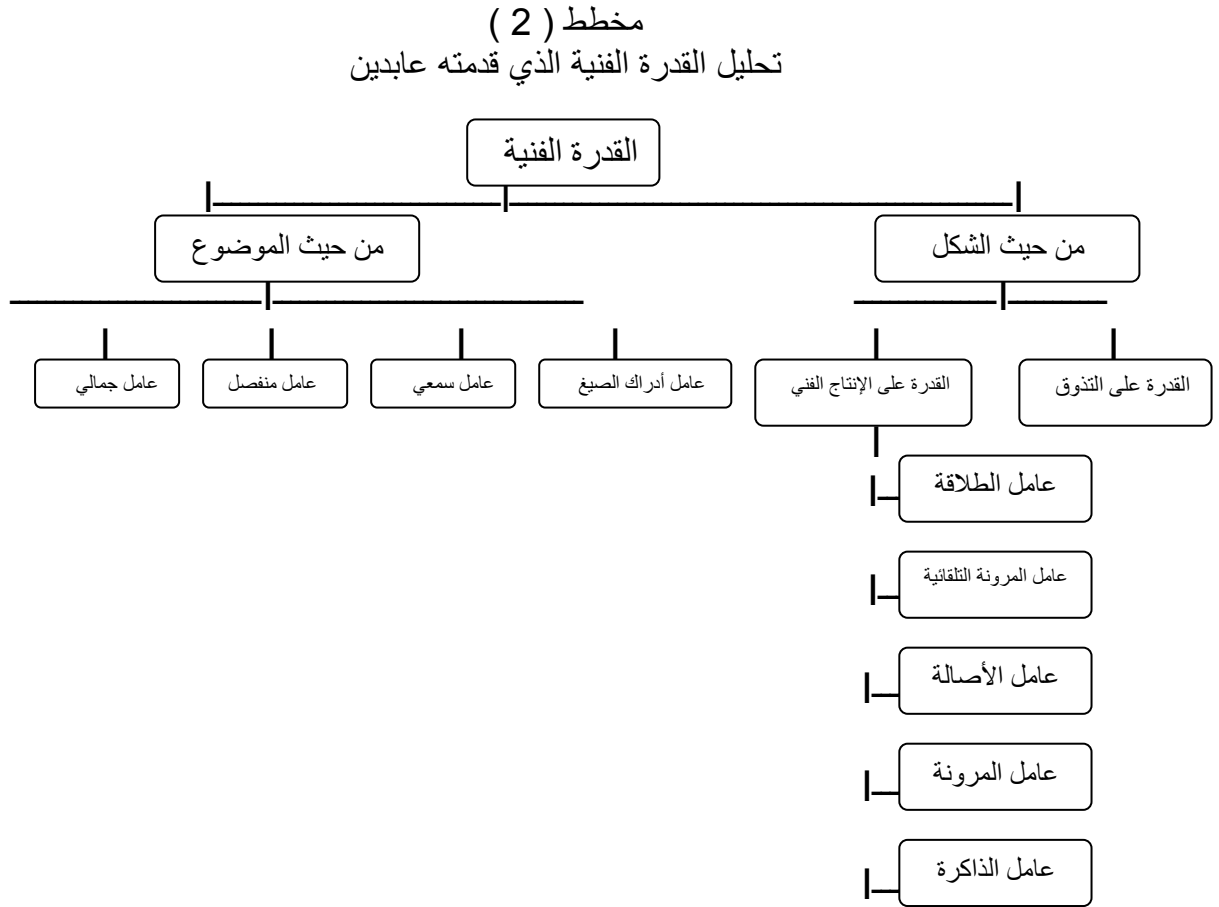 مخطط ( 2 )
تحليل القدرة الفنية الذي قدمته عابدين
القدرة الفنية
من حيث الشكل
من حيث الموضوع
القدرة على التذوق
القدرة على الإنتاج الفني
عامل أدراك الصيغ
عامل سمعي
عامل منفصل
عامل جمالي
عامل الطلاقة
عامل المرونة التلقائية
عامل الأصالة
عامل المرونة
عامل الذاكرة